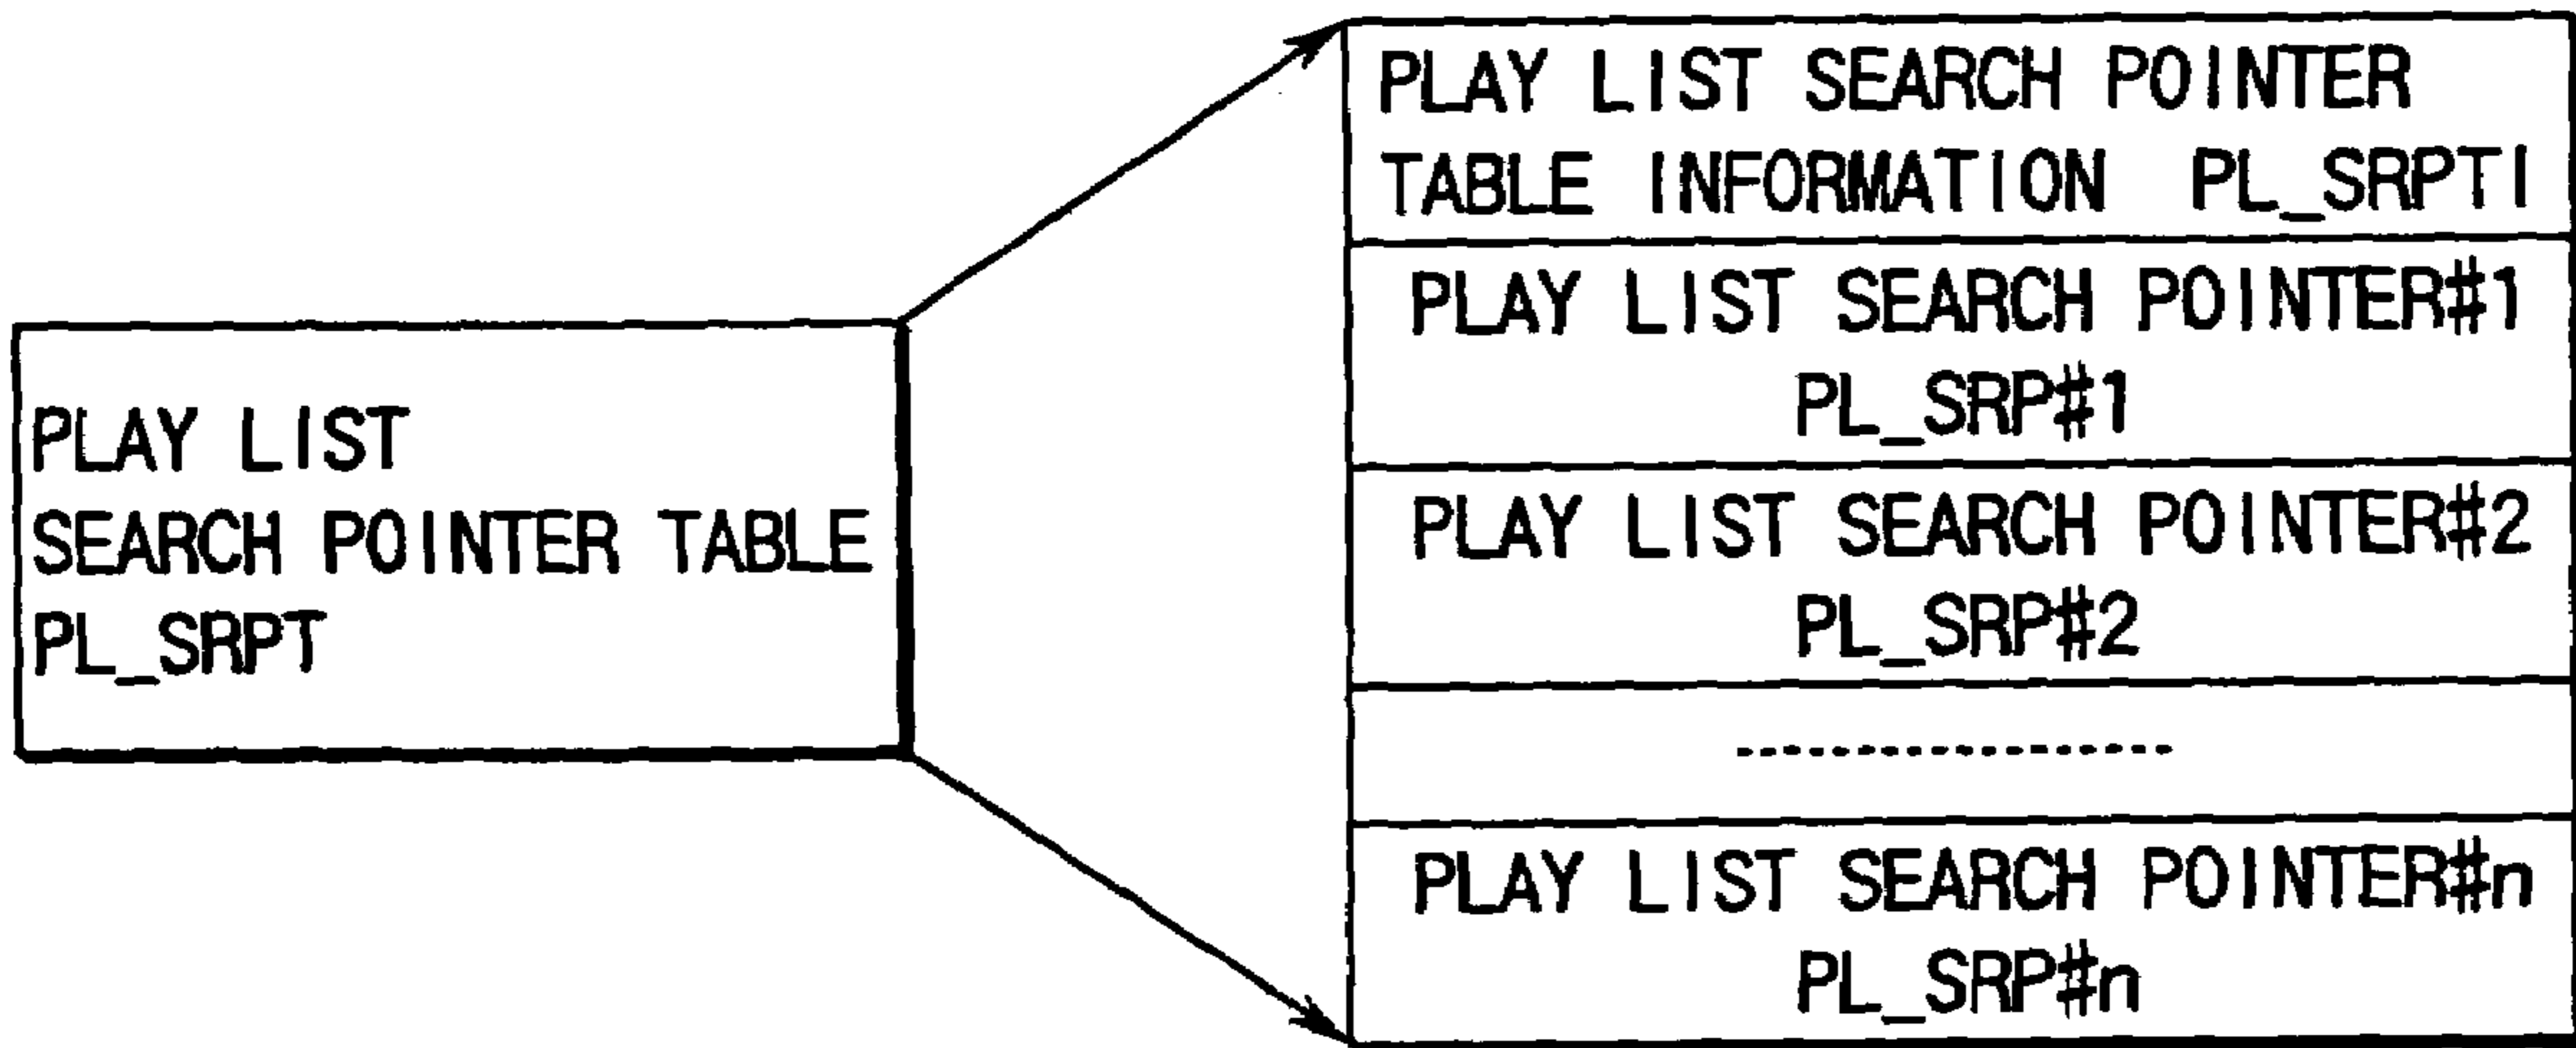 PLAY LIST
SEARCH POINTER TABLE
PL_SRPT
PLAY LIST SEARCH POINTER
TABLE INFORMATION PL_SRPTI
PLAY LIST SEARCH POINTER#1
PL_SRP#1
PLAY LIST SEARCH POINTER#2
PL_SRP#2
PLAY LIST SEARCH POINTER#n
PL_SRP#n